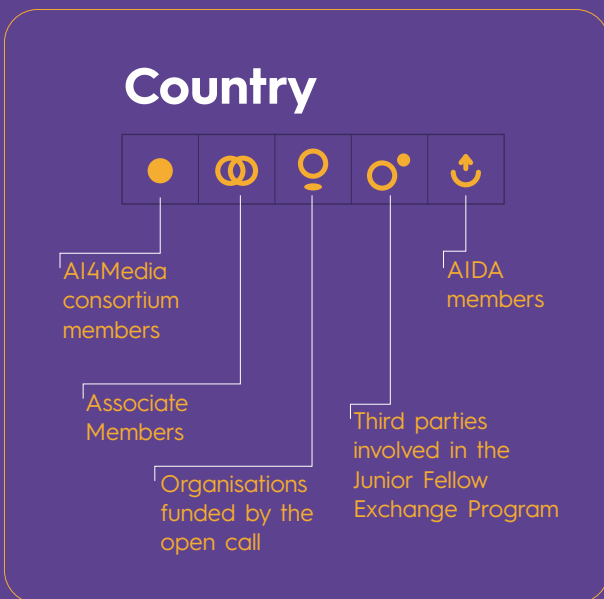 Country
AI4Media
consortium
members
AIDA
members
Associate
Members
Third parties
involved in the
Junior Fellow
Exchange Program
Organisations
funded by the
open call